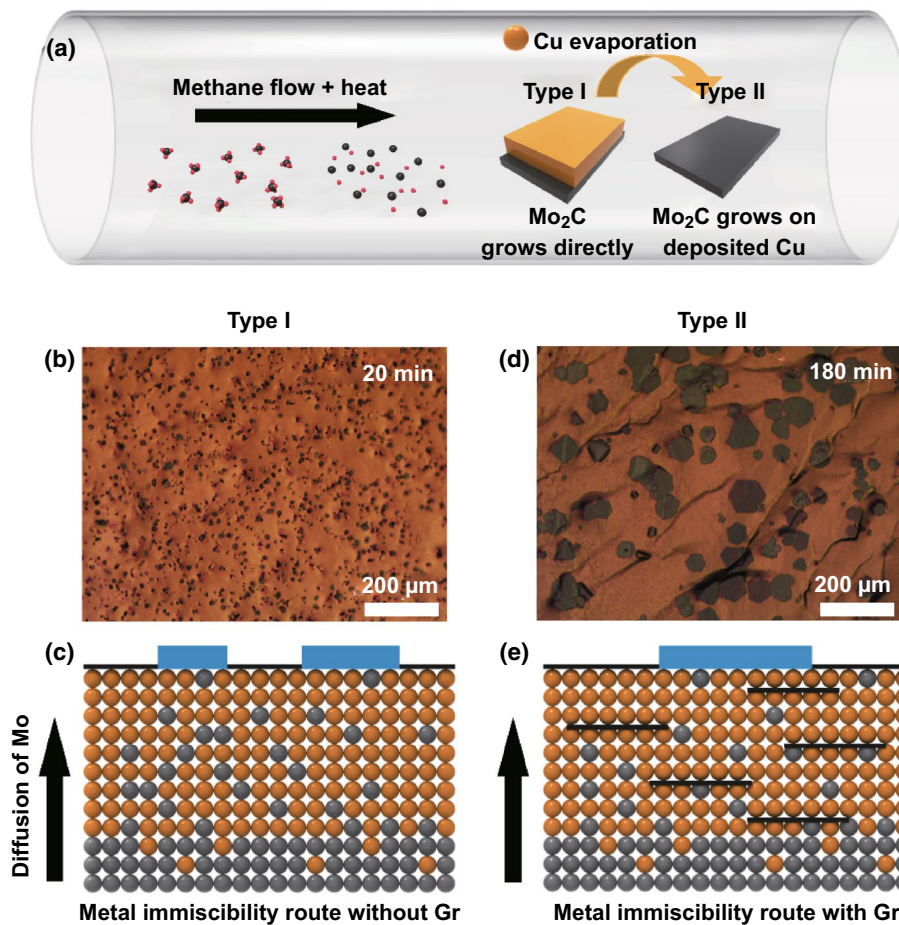 (a)
Cu evaporation
Methane flow + heat
Type I
Type II
Mo₂C
grows directly
Mo₂C grows on
deposited Cu
Type I
Type II
(b)
20 min
200 µm
(d)
180 min
200 µm
(c)
Diffusion of Mo
Metal immiscibility route without Gr
(e)
Metal immiscibility route with Gr